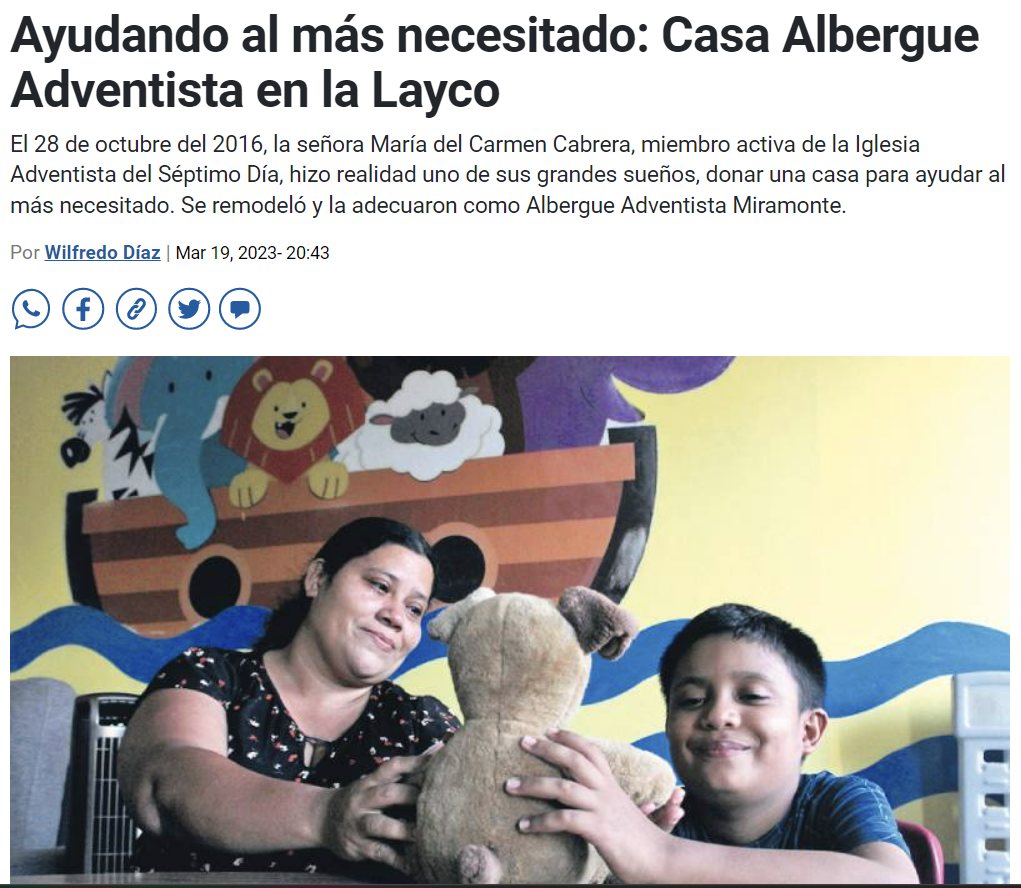 Ayudando al más necesitado: Casa Albergue
Adventista en la Layco
El 28 de octubre del 2016, la señora María del Carmen Cabrera, miembro activa de la Iglesia
Adventista del Séptimo Día, hizo realidad uno de sus grandes sueños, donar una casa para ayudar al
más necesitado. Se remodeló y la adecuaron como Albergue Adventista Miramonte.
Por Wilfredo Díaz | Mar 19, 2023- 20:43